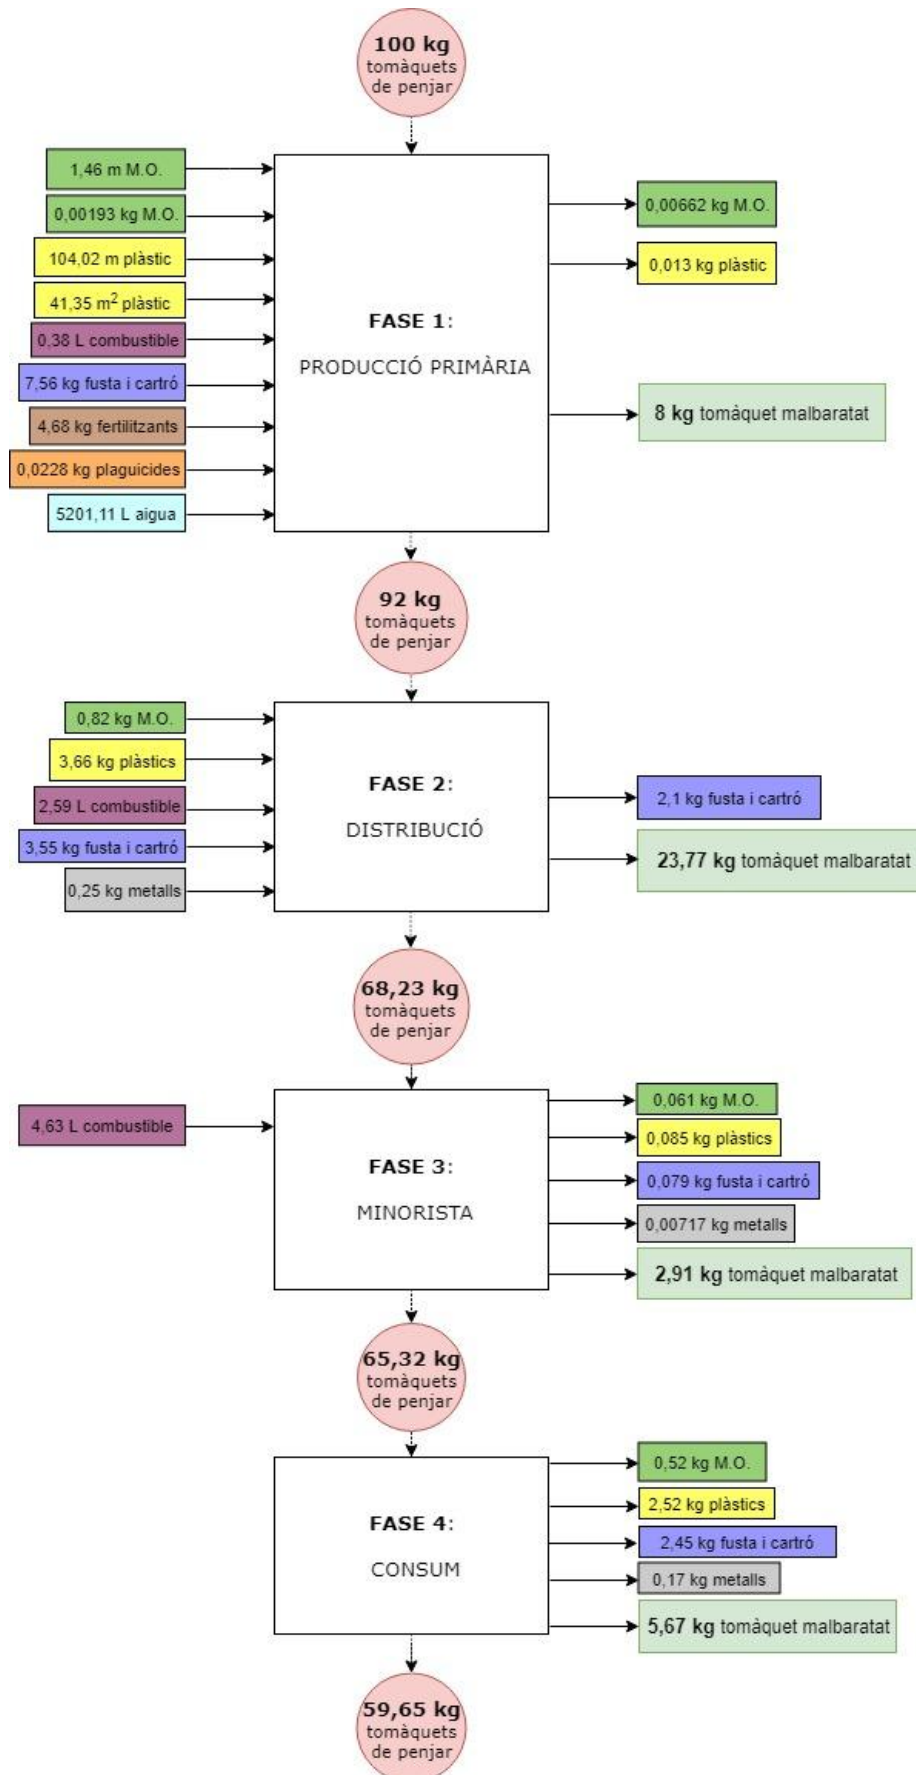 100 kg
tomàquets
de penjar
1,46 m M.O.
0,00193 kg M.O.
104,02 m plàstic
41,35 m² plàstic
0,38 L combustible
7,56 kg fusta i cartró
4,68 kg fertilitzants
0,0228 kg plaguicides
5201,11 L aigua
FASE 1:
PRODUCCIÓ PRIMÀRIA
0,00662 kg M.O.
0,013 kg plàstic
8 kg tomàquet malbaratat
92 kg
tomàquets
de penjar
0,82 kg M.O.
3,66 kg plàstics
2,59 L combustible
3,55 kg fusta i cartró
0,25 kg metalls
FASE 2:
DISTRIBUCIÓ
2,1 kg fusta i cartró
23,77 kg tomàquet malbaratat
68,23 kg
tomàquets
de penjar
4,63 L combustible
FASE 3:
MINORISTA
0,061 kg M.O.
0,085 kg plàstics
0,079 kg fusta i cartró
0,00717 kg metalls
2,91 kg tomàquet malbaratat
65,32 kg
tomàquets
de penjar
FASE 4:
CONSUM
0,52 kg M.O.
2,52 kg plàstics
2,45 kg fusta i cartró
0,17 kg metalls
5,67 kg tomàquet malbaratat
59,65 kg
tomàquets
de penjar